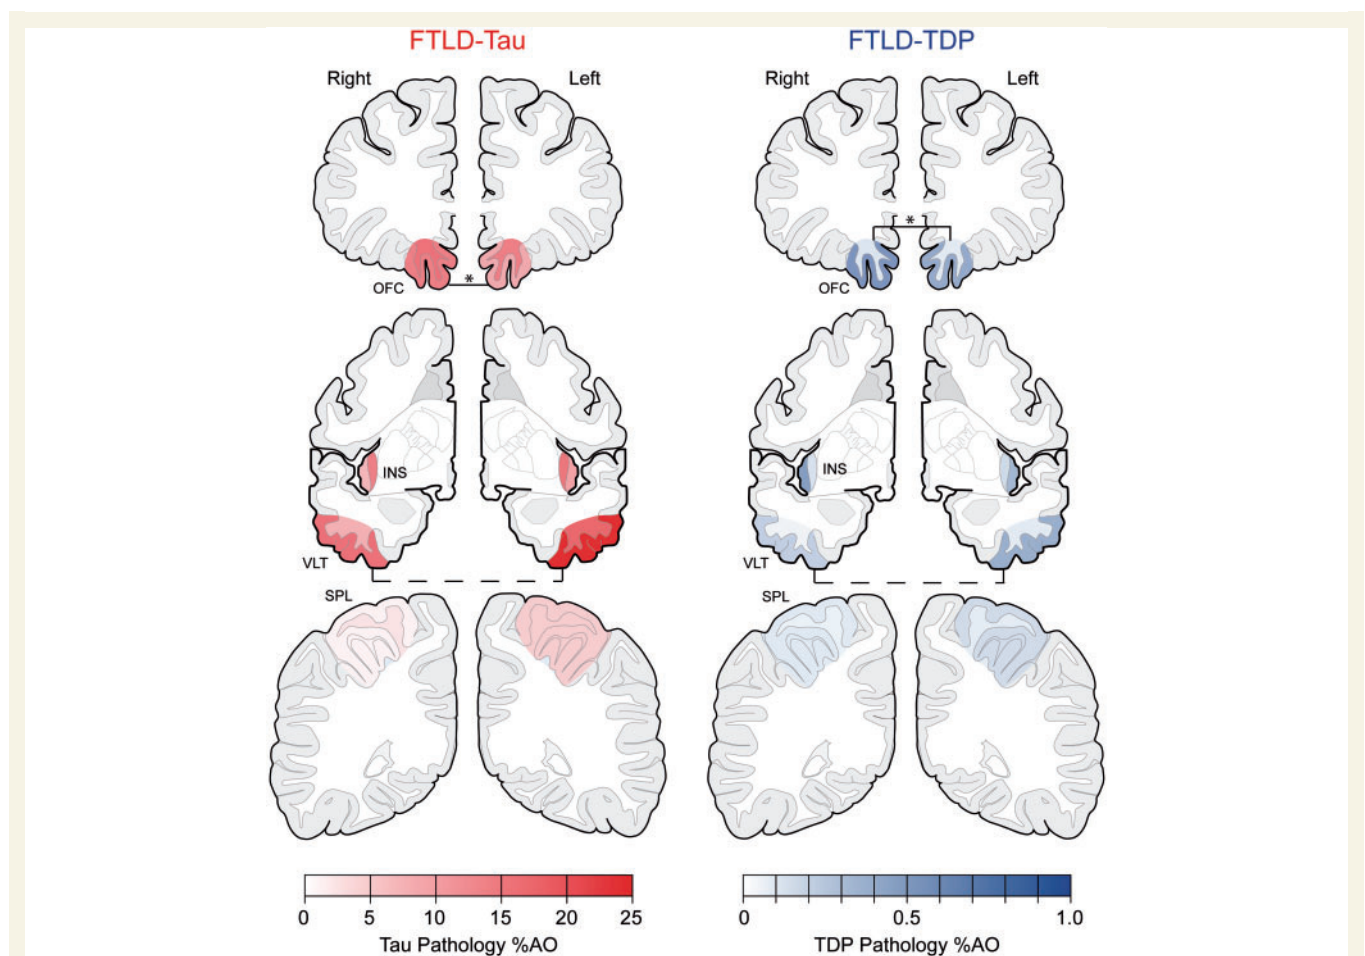 FTLD-Tau
FTLD-TDP
Right
Left
Right
Left
OFC
*
OFC
*
INS
INS
VLT
VLT
SPL
SPL
0 5 10 15 20 25
Tau Pathology %AO
0 0.5 1.0
TDP Pathology %AO